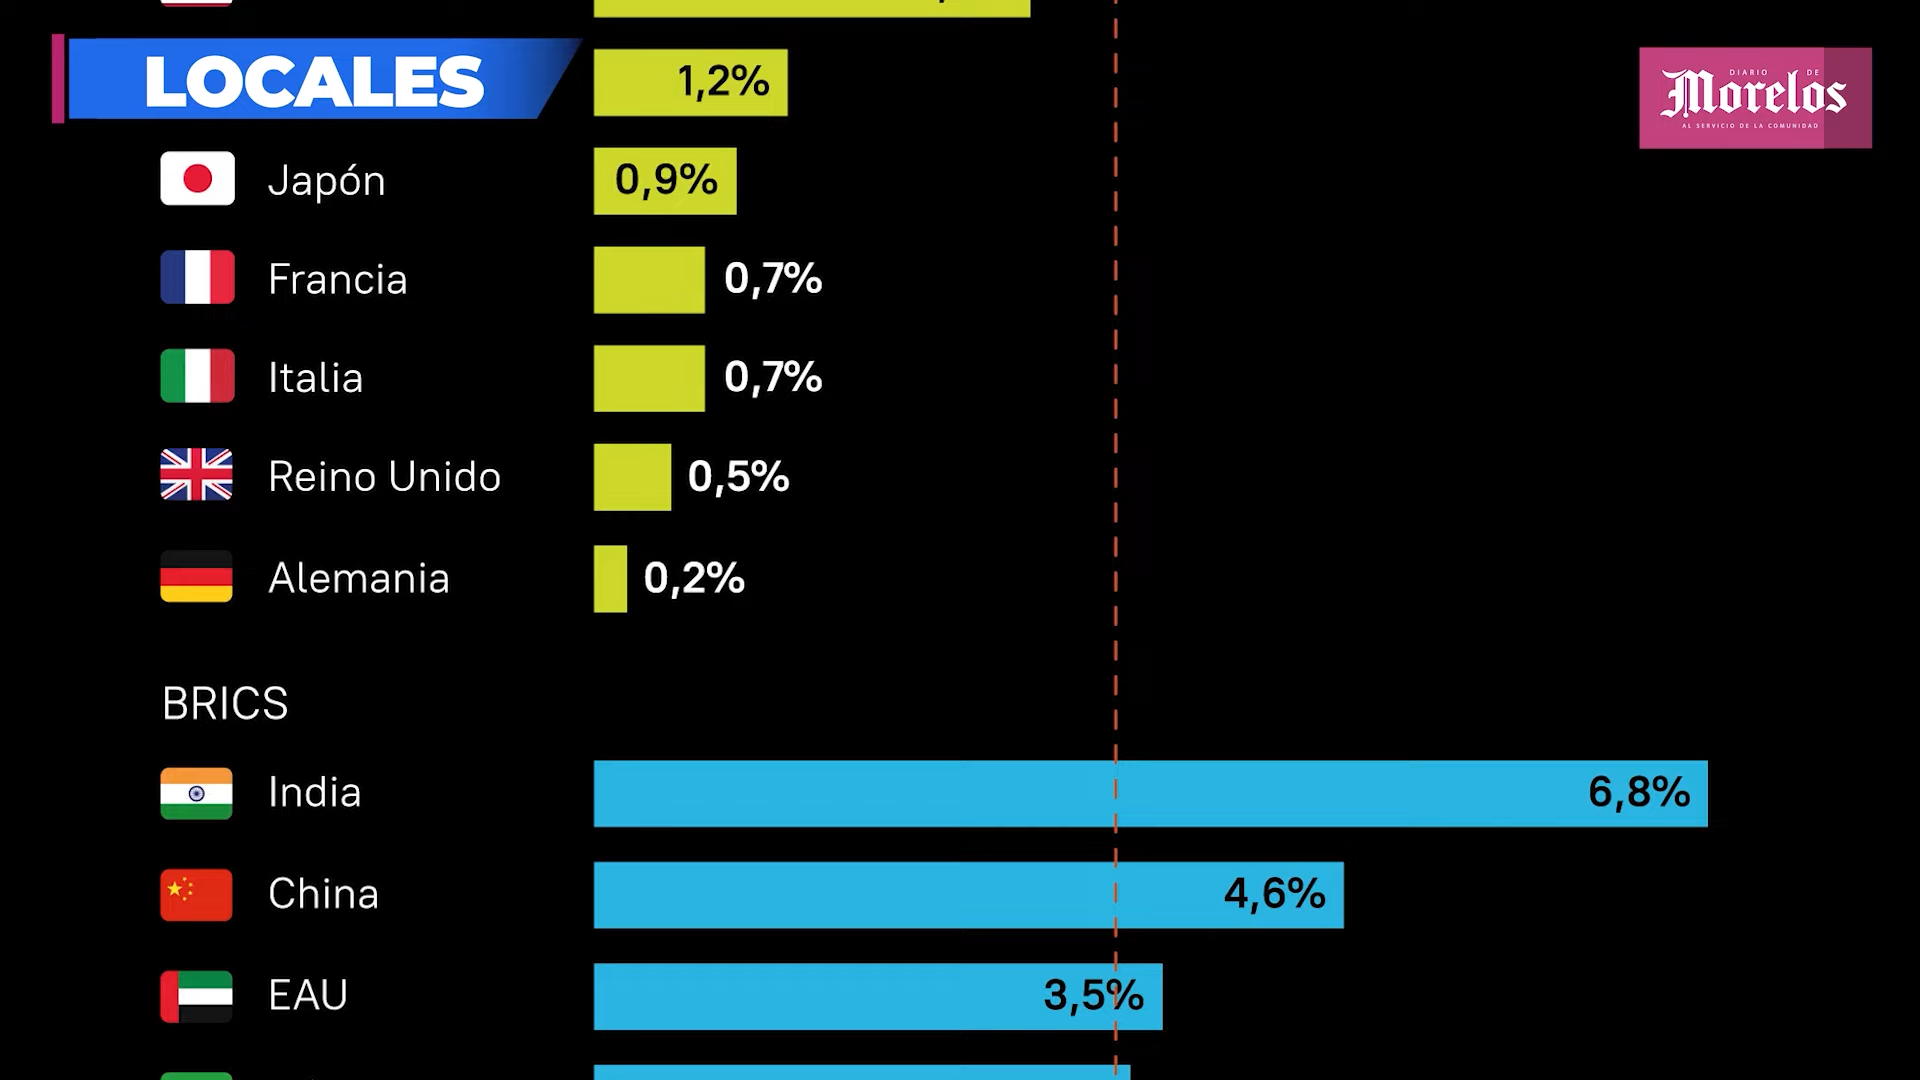 LOCALES
1,2%
DIARIO DE
Morelos
AL SERVICIO DE LA COMUNIDAD
Japón 0,9%
Francia 0,7%
Italia 0,7%
Reino Unido 0,5%
Alemania 0,2%
BRICS
India 6,8%
China 4,6%
EAU 3,5%